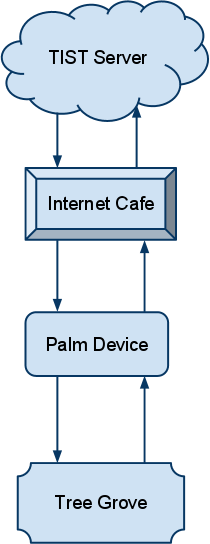 TIST Server
Internet Cafe
Palm Device
Tree Grove